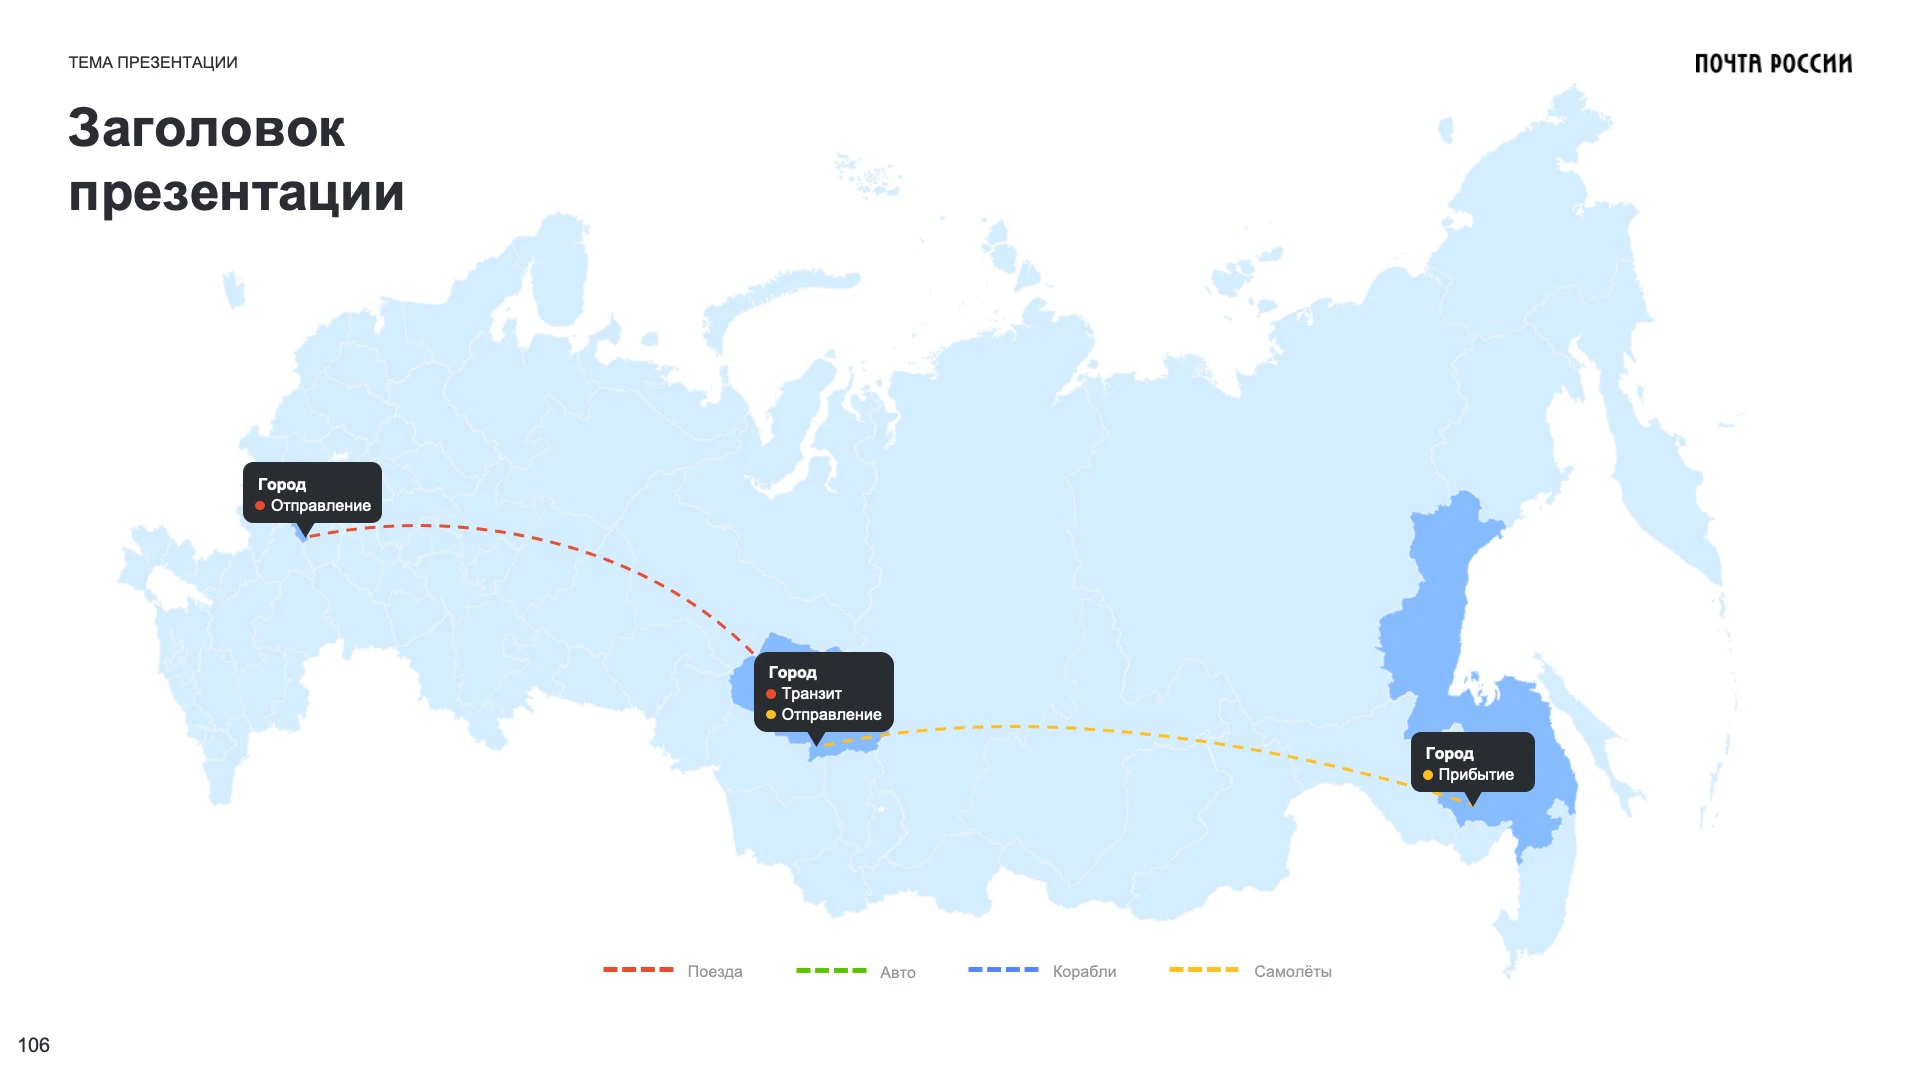 ТЕМА ПРЕЗЕНТАЦИИ
ПОЧТА РОССИИ
Заголовок
презентации
Город
Отправление
Город
Транзит
Отправление
Город
Прибытие
Поезда
Авто
Корабли
Самолёты
106